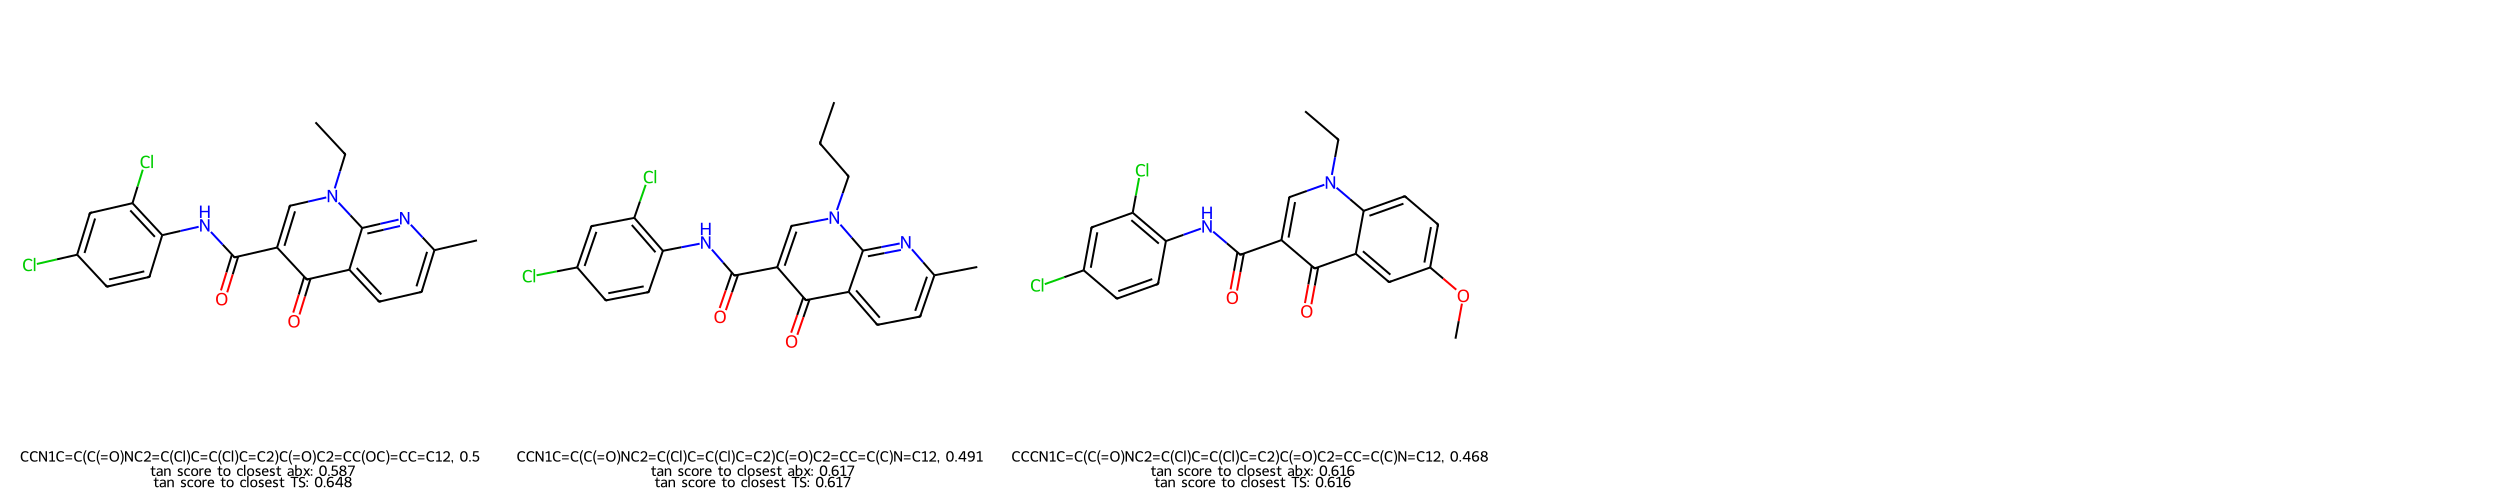 Cl
Cl
H
N
O
O
N
N
Cl
Cl
H
N
O
O
N
N
Cl
Cl
H
N
O
O
N
O
CCN1C=C(C(=O)NC2=C(Cl)C=C(Cl)C=C2)C(=O)C2=CC(OC)=CC=C12, 0.5
tan score to closest abx: 0.587
tan score to closest TS: 0.648
CCN1C=C(C(=O)NC2=C(Cl)C=C(Cl)C=C2)C(=O)C2=CC=C(C)N=C12, 0.491
tan score to closest abx: 0.617
tan score to closest TS: 0.617
CCCN1C=C(C(=O)NC2=C(Cl)C=C(Cl)C=C2)C(=O)C2=CC=C(C)N=C12, 0.468
tan score to closest abx: 0.616
tan score to closest TS: 0.616